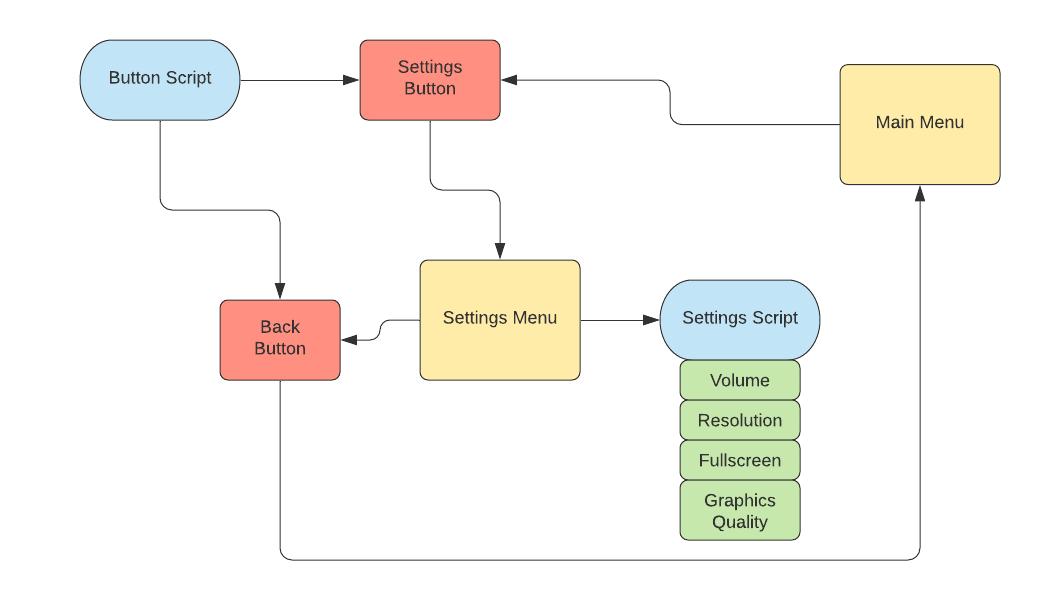 Button Script
Settings
Button
Main Menu
Back
Button
Settings Menu
Settings Script
Volume
Resolution
Fullscreen
Graphics
Quality